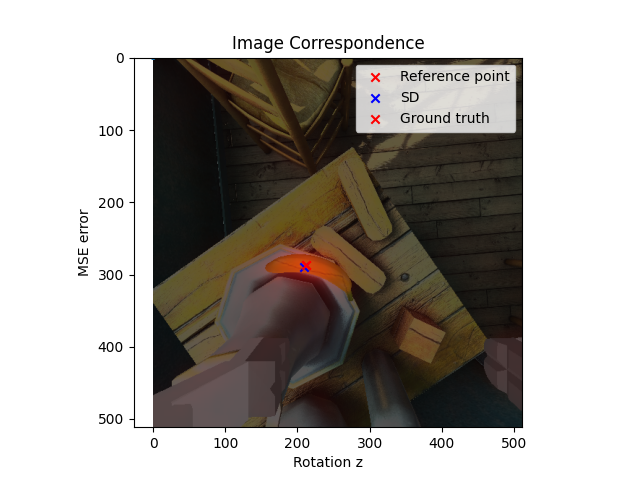 Image Correspondence
Reference point
SD
Ground truth
MSE error
0
100
200
300
400
500
0 100 200 300 400 500
Rotation z